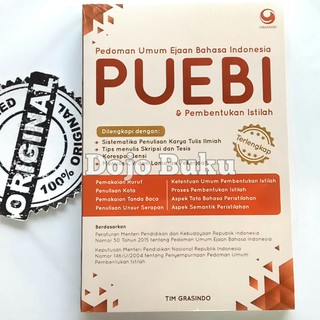 GRASINDO
Pedoman Umum Ejaan Bahasa Indonesia
PUEBI
& Pembentukan Istilah
Dilengkapi dengan:
• Sistematika Penulisan Karya Tulis Ilmiah
• Tips menulis Skripsi dan Tesis
Terlengkap
Dojo Buku
Pemakaian Huruf
Penulisan Kata
Pemakaian Tanda Baca
Penulisan Unsur Serapan
Ketentuan Umum Pembentukan Istilah
Proses Pembentukan Istilah
Aspek Tata Bahasa Peristilahan
Aspek Semantik Peristilahan
Berdasarkan
Peraturan Menteri Pendidikan dan Kebudayaan Republik Indonesia
Nomor 50 Tahun 2015 tentang Pedoman Umum Ejaan Bahasa Indonesia
Keputusan Menteri Pendidikan Nasional Republik Indonesia
Nomor 146/U/2004 tentang Penyempurnaan Pedoman Umum
Pembentukan Istilah
TIM GRASINDO
ORIGINAL
100% ORIGINAL